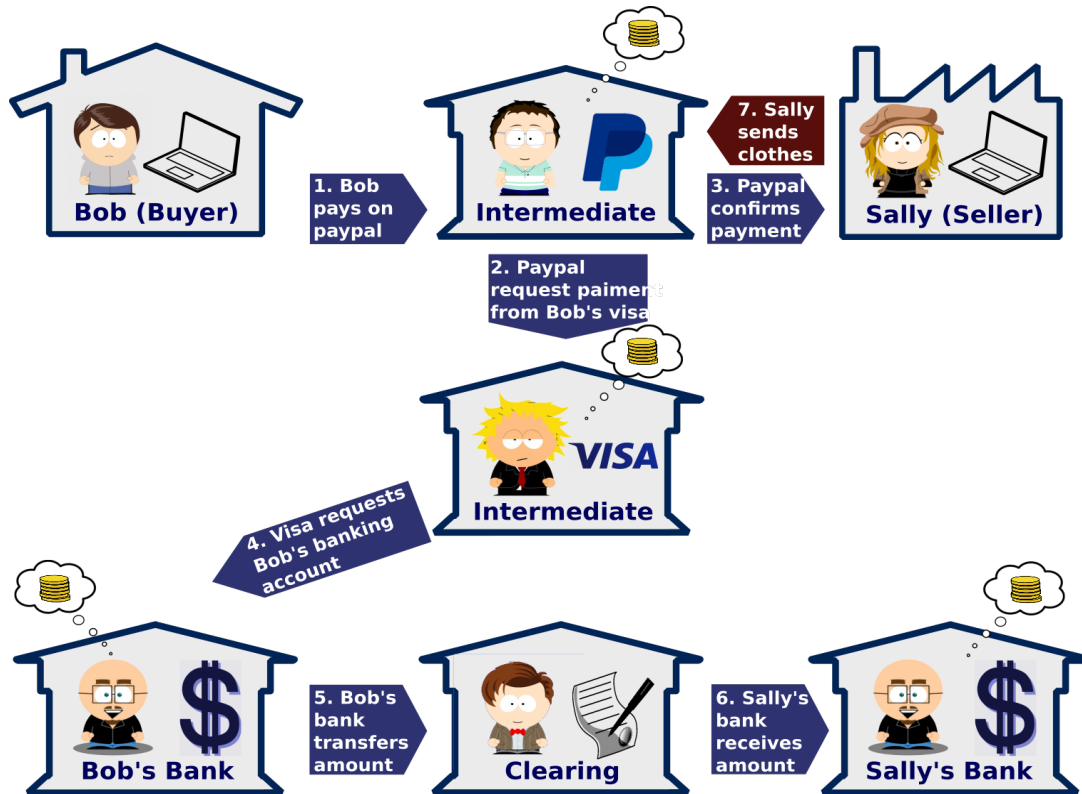 Bob (Buyer)
1. Bob
pays on
paypal
Intermediate
7. Sally
sends
clothes
3. Paypal
confirms
payment
Sally (Seller)
2. Paypal
request paiment
from Bob's visa
VISA
Intermediate
4. Visa requests
Bob's banking
account
$
Bob's Bank
5. Bob's
bank
transfers
amount
Clearing
6. Sally's
bank
receives
amount
$
Sally's Bank